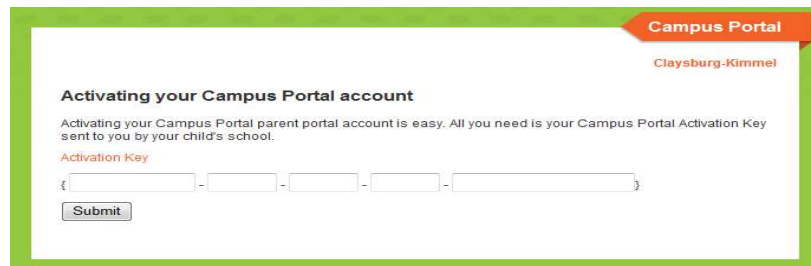 Campus Portal
Claysburg-Kimmel
Activating your Campus Portal account
Activating your Campus Portal parent portal account is easy. All you need is your Campus Portal Activation Key
sent to you by your child's school.
Activation Key
{ - - - - }
Submit